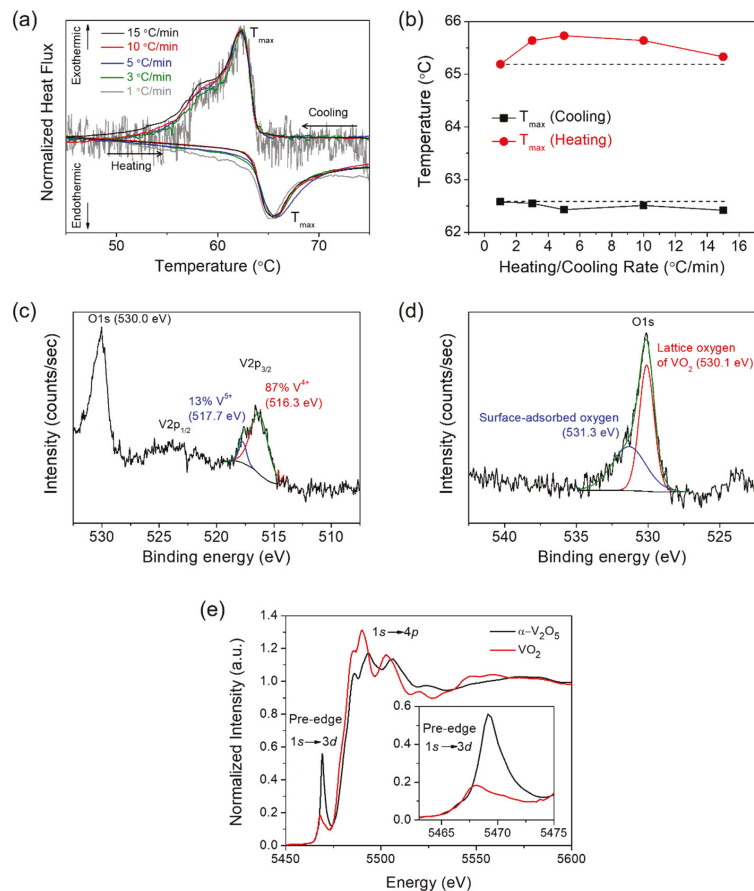 (a)
Normalized Heat Flux
Exothermic
Endothermic
15 °C/min
10 °C/min
5 °C/min
3 °C/min
1 °C/min
T_max
Cooling
Heating
T_max
50 60 70
Temperature (°C)
(b)
Temperature (°C)
66
65
64
63
62
T_max (Cooling)
T_max (Heating)
0 2 4 6 8 10 12 14 16
Heating/Cooling Rate (°C/min)
(c)
Intensity (counts/sec)
O1s (530.0 eV)
V2p_1/2
V2p_3/2
13% V⁵⁺
(517.7 eV)
87% V⁴⁺
(516.3 eV)
530 525 520 515 510
Binding energy (eV)
(d)
Intensity (counts/sec)
O1s
Lattice oxygen
of VO₂ (530.1 eV)
Surface-adsorbed oxygen
(531.3 eV)
540 535 530 525
Binding energy (eV)
(e)
Normalized Intensity (a.u.)
1.4
1.2
1.0
0.8
0.6
0.4
0.2
0.0
1s→4p
α–V₂O₅
VO₂
Pre-edge
1s→3d
0.6
0.4
0.2
0.0
Pre-edge
1s→3d
5465 5470 5475
5450 5500 5550 5600
Energy (eV)